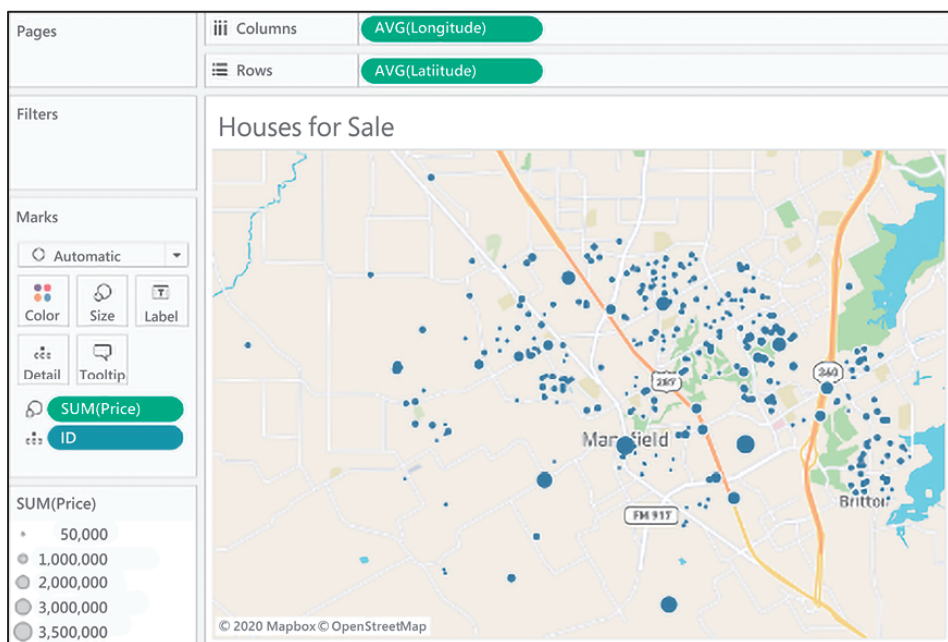 Pages
Columns AVG(Longitude)
Rows AVG(Latiitude)
Filters
Houses for Sale
Marks
Automatic
Color Size Label
Detail Tooltip
SUM(Price)
ID
SUM(Price)
50,000
1,000,000
2,000,000
3,000,000
3,500,000
287
360
Mansfield
Britton
FM 917
© 2020 Mapbox © OpenStreetMap